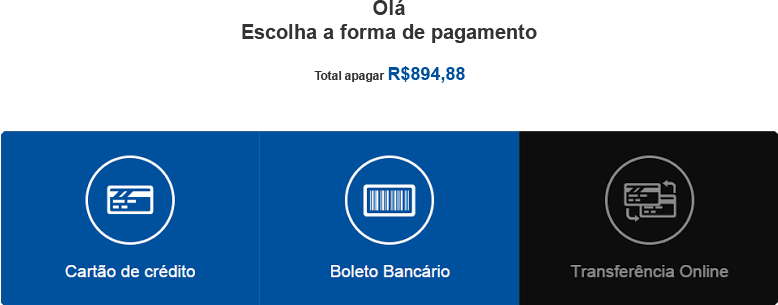 Olá
Escolha a forma de pagamento
Total apagar R$894,88
Cartão de crédito
Boleto Bancário
Transferência Online